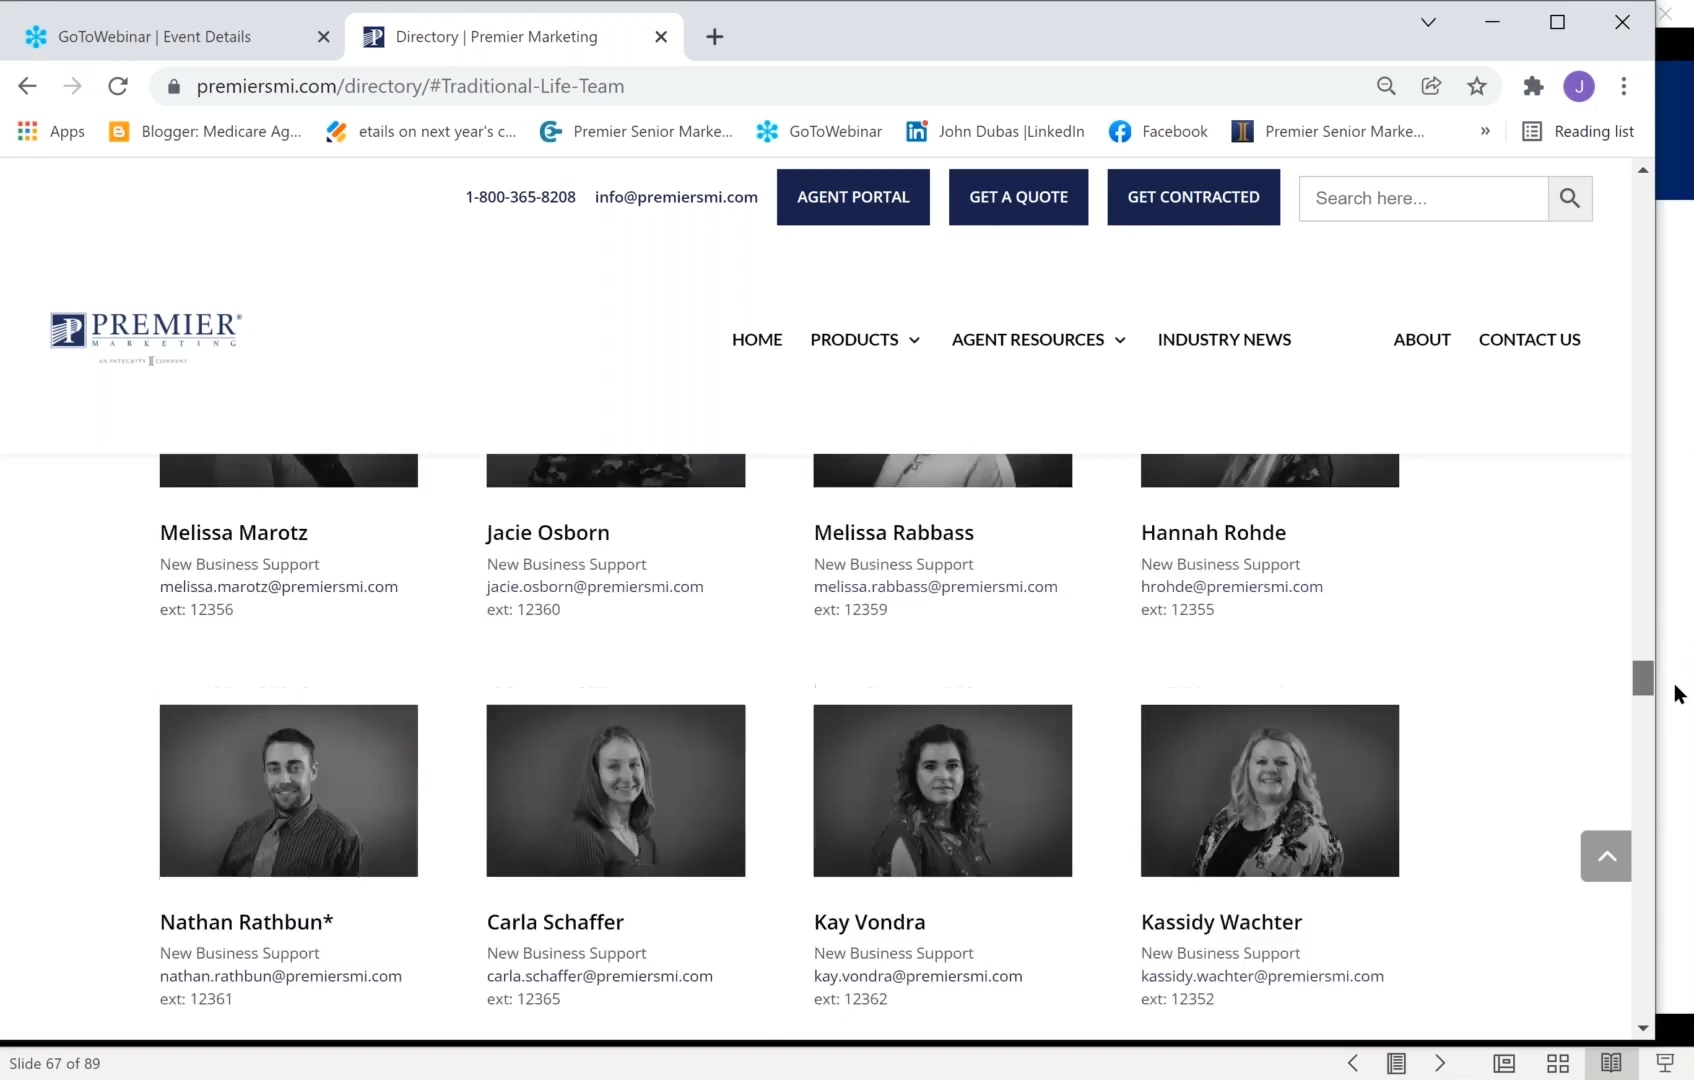 GoToWebinar | Event Details
Directory | Premier Marketing
premiersmi.com/directory/#Traditional-Life-Team
J
Apps
Blogger: Medicare Ag...
etails on next year's c...
Premier Senior Marke...
GoToWebinar
John Dubas |LinkedIn
Facebook
Premier Senior Marke...
»
Reading list
1-800-365-8208
info@premiersmi.com
AGENT PORTAL
GET A QUOTE
GET CONTRACTED
Search here...
P PREMIER®
MARKETING
AN INTEGRITY COMPANY
HOME
PRODUCTS
AGENT RESOURCES
INDUSTRY NEWS
ABOUT
CONTACT US
Melissa Marotz
New Business Support
melissa.marotz@premiersmi.com
ext: 12356
Jacie Osborn
New Business Support
jacie.osborn@premiersmi.com
ext: 12360
Melissa Rabbass
New Business Support
melissa.rabbass@premiersmi.com
ext: 12359
Hannah Rohde
New Business Support
hrohde@premiersmi.com
ext: 12355
Nathan Rathbun*
New Business Support
nathan.rathbun@premiersmi.com
ext: 12361
Carla Schaffer
New Business Support
carla.schaffer@premiersmi.com
ext: 12365
Kay Vondra
New Business Support
kay.vondra@premiersmi.com
ext: 12362
Kassidy Wachter
New Business Support
kassidy.wachter@premiersmi.com
ext: 12352
Slide 67 of 89